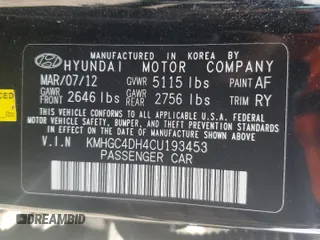 MANUFACTURED IN KOREA BY
HYUNDAI MOTOR COMPANY
MAR/07/12 GVWR 5115 lbs PAINT AF
GAWR FRONT 2646 lbs GAWR REAR 2756 lbs TRIM RY
THIS VEHICLE CONFORMS TO ALL APPLICABLE
FEDERAL MOTOR VEHICLE SAFETY, BUMPER, AND
THEFT PREVENTION STANDARDS IN EFFECT ON
THE DATE OF MANUFACTURE SHOWN ABOVE.
V.I.N KMHGC4DH4CU193453
PASSENGER CAR
CED
DREAMBID